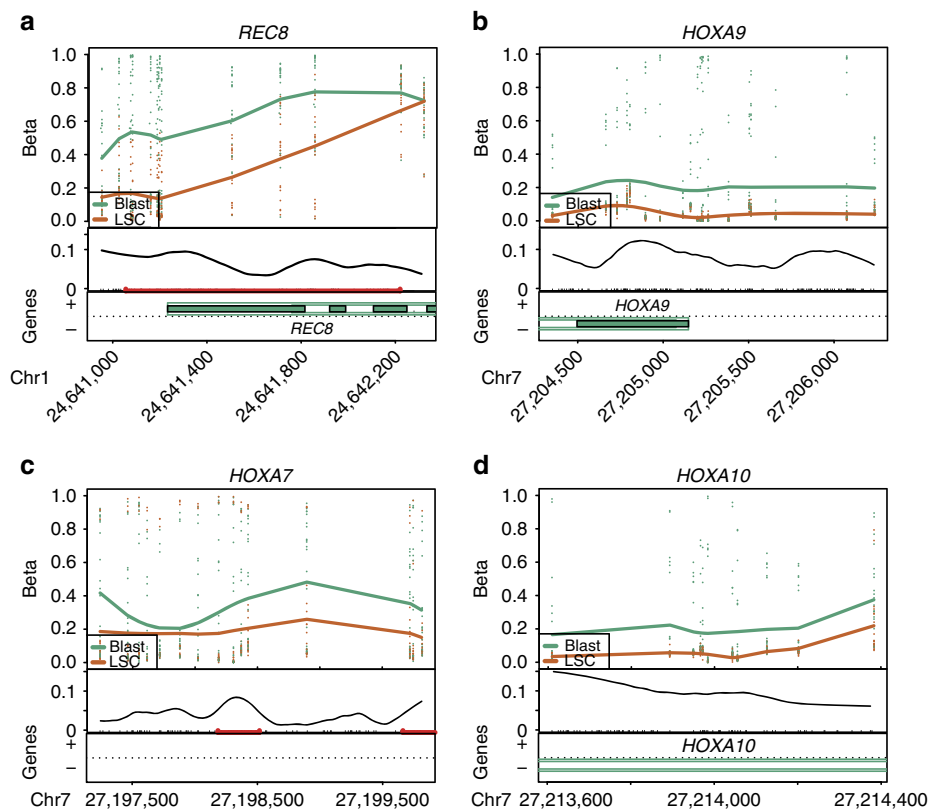 a
REC8
1.0
0.8
0.6
0.4
0.2
0.0
Beta
Blast
LSC
0.1
0
Genes
+
–
REC8
Chr1
24,641,000
24,641,400
24,641,800
24,642,200
b
HOXA9
1.0
0.8
0.6
0.4
0.2
0.0
Beta
Blast
LSC
0.1
0
Genes
+
–
HOXA9
Chr7
27,204,500
27,205,000
27,205,500
27,206,000
c
HOXA7
1.0
0.8
0.6
0.4
0.2
0.0
Beta
Blast
LSC
0.1
0
Genes
+
–
Chr7
27,197,500
27,198,500
27,199,500
d
HOXA10
1.0
0.8
0.6
0.4
0.2
0.0
Beta
Blast
LSC
0.1
0
Genes
+
–
HOXA10
Chr7
27,213,600
27,214,000
27,214,400